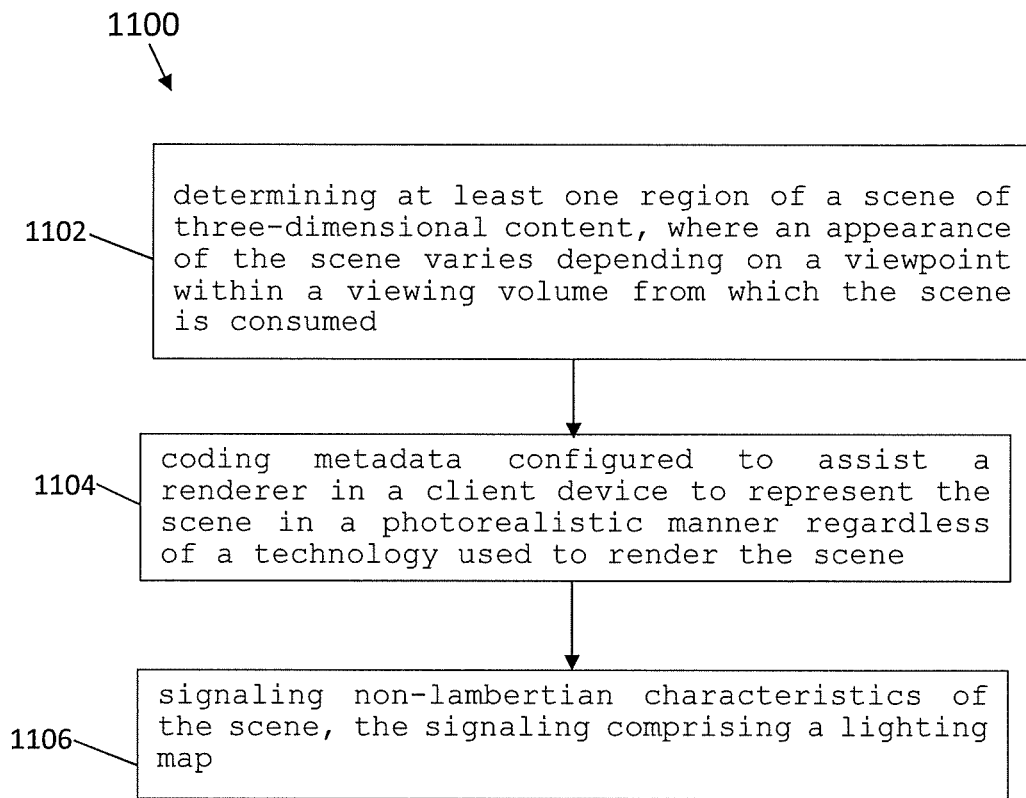 1100
determining at least one region of a scene of
three-dimensional content, where an appearance
1102
of the scene varies depending on a viewpoint
within a viewing volume from which the scene
is consumed
coding metadata configured to assist a
1104
renderer in a client device to represent the
scene in a photorealistic manner regardless
of a technology used to render the scene
signaling non-lambertian characteristics of
the scene, the signaling comprising a lighting
1106
map